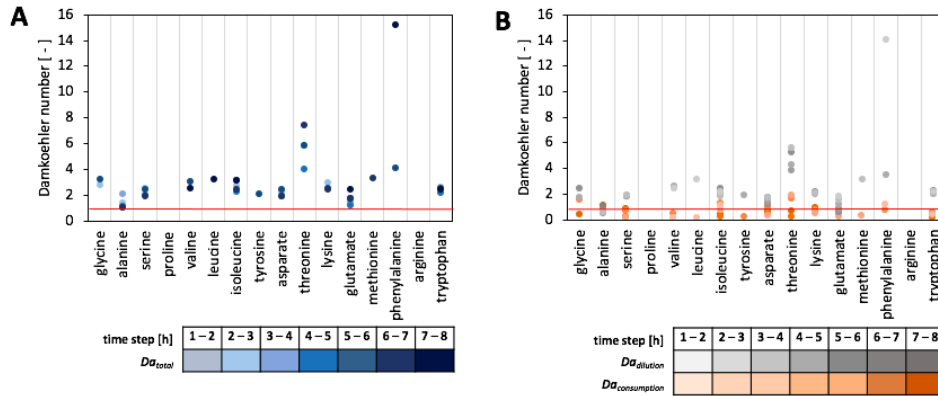 A
Damkoehler number [ - ]
16
14
12
10
8
6
4
2
0
glycine
alanine
serine
proline
valine
leucine
isoleucine
tyrosine
asparate
threonine
lysine
glutamate
methionine
phenylalanine
arginine
tryptophan
time step [h] 1 – 2 2 – 3 3 – 4 4 – 5 5 – 6 6 – 7 7 – 8
Da total
B
Damkoehler number [ - ]
16
14
12
10
8
6
4
2
0
glycine
alanine
serine
proline
valine
leucine
isoleucine
tyrosine
asparate
threonine
lysine
glutamate
methionine
phenylalanine
arginine
tryptophan
time step [h] 1 – 2 2 – 3 3 – 4 4 – 5 5 – 6 6 – 7 7 – 8
Da dilution
Da consumption